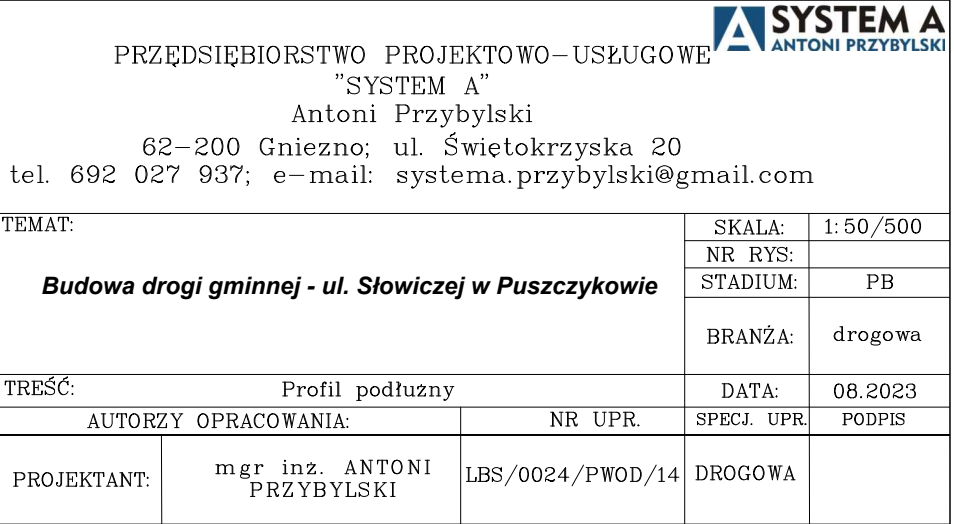 SYSTEM A
ANTONI PRZYBYLSKI
PRZĘDSIĘBIORSTWO PROJEKTOWO-USŁUGOWE
"SYSTEM A"
Antoni Przybylski
62-200 Gniezno; ul. Świętokrzyska 20
tel. 692 027 937; e-mail: systema.przybylski@gmail.com
TEMAT:
Budowa drogi gminnej - ul. Słowiczej w Puszczykowie
SKALA: 1:50/500
NR RYS:
STADIUM: PB
BRANŻA: drogowa
TREŚĆ: Profil podłużny DATA: 08.2023
AUTORZY OPRACOWANIA: NR UPR. SPECJ. UPR. PODPIS
PROJEKTANT: mgr inż. ANTONI PRZYBYLSKI LBS/0024/PWOD/14 DROGOWA